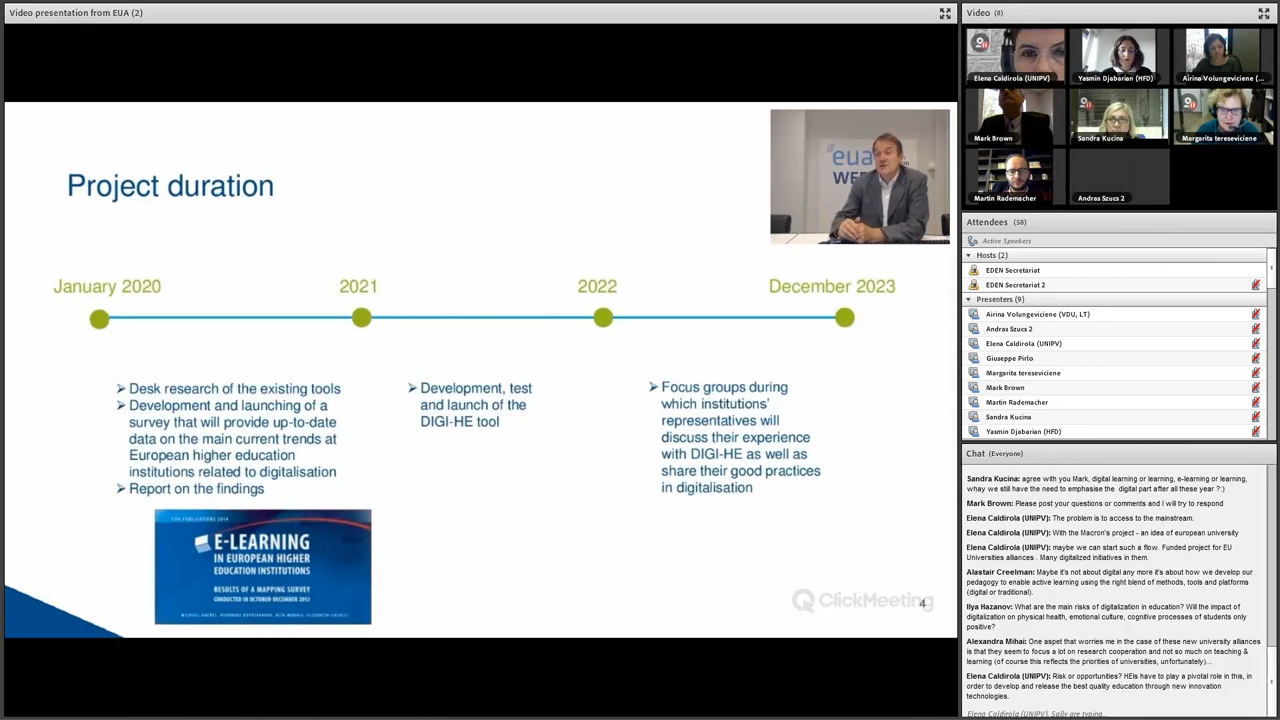 Video presentation from EUA (2)
Project duration
eua
WE
January 2020
2021
2022
December 2023
➢ Desk research of the existing tools
➢ Development and launching of a
survey that will provide up-to-date
data on the main current trends at
European higher education
institutions related to digitalisation
➢ Report on the findings
➢ Development, test
and launch of the
DIGI-HE tool
➢ Focus groups during
which institutions'
representatives will
discuss their experience
with DIGI-HE as well as
share their good practices
in digitalisation
E-LEARNING
IN EUROPEAN HIGHER
EDUCATION INSTITUTIONS
RESULTS OF A MAPPING SURVEY
CONDUCTED IN OCTOBER-DECEMBER 2013
ClickMeeting
4
Video (8)
Elena Caldirola (UNIPV)
Yasmin Djabarian (HFD)
Airina Volungeviciene (...
Mark Brown
Sandra Kucina
Margarita tereseviciene
Martin Rademacher
Andras Szucs 2
Attendees (58)
Active Speakers
Hosts (2)
EDEN Secretariat
EDEN Secretariat 2
Presenters (9)
Airina Volungeviciene (VDU, LT)
Andras Szucs 2
Elena Caldirola (UNIPV)
Giuseppe Pirlo
Margarita tereseviciene
Mark Brown
Martin Rademacher
Sandra Kucina
Yasmin Djabarian (HFD)
Chat (Everyone)
Sandra Kucina: agree with you Mark, digital learning or learning, e-learning or learning,
whay we still have the need to emphasise the digital part after all these year ?:)
Mark Brown: Please post your questions or comments and I will try to respond
Elena Caldirola (UNIPV): The problem is to access to the mainstream.
Elena Caldirola (UNIPV): With the Macron's project - an idea of european university
Elena Caldirola (UNIPV): maybe we can start such a flow. Funded project for EU
Universities alliances . Many digitalized initiatives in them.
Alastair Creelman: Maybe it's not about digital any more it's about how we develop our
pedagogy to enable active learning using the right blend of methods, tools and platforms
(digital or traditional).
Ilya Hazanov: What are the main risks of digitalization in education? Will the impact of
digitalization on physical health, emotional culture, cognitive processes of students only
positive?
Alexandra Mihai: One aspet that worries me in the case of these new university alliances
is that they seem to focus a lot on research cooperation and not so much on teaching &
learning (of course this reflects the priorities of universities, unfortunately)...
Elena Caldirola (UNIPV): Risk or opportunities? HEIs have to play a pivotal role in this, in
order to develop and release the best quality education through new innovation
technologies.
Elena Caldirola (UNIPV), Sally are typing...